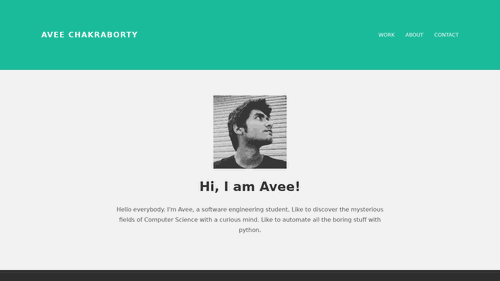 AVEE CHAKRABORTY
WORK ABOUT CONTACT
Hi, I am Avee!
Hello everybody. I'm Avee, a software engineering student. Like to discover the mysterious
fields of Computer Science with a curious mind. Like to automate all the boring stuff with
python.